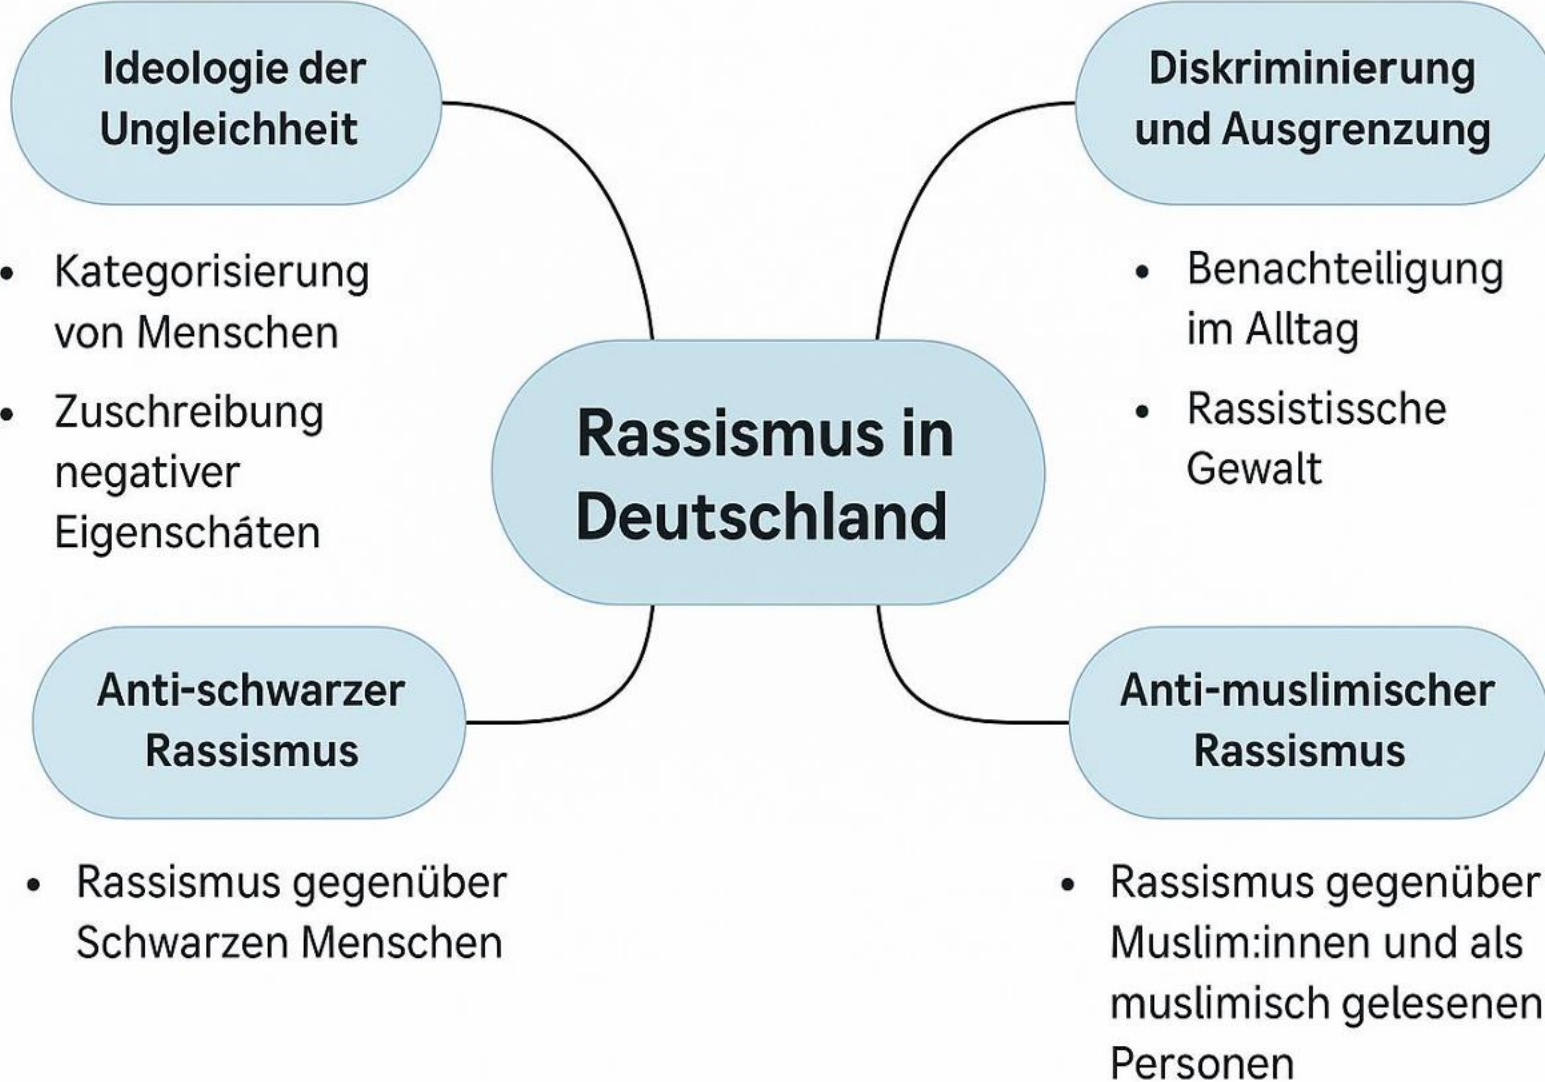 Ideologie der
Ungleichheit
• Kategorisierung
von Menschen
• Zuschreibung
negativer
Eigenscháten
Diskriminierung
und Ausgrenzung
• Benachteiligung
im Alltag
• Rassistissche
Gewalt
Rassismus in
Deutschland
Anti-schwarzer
Rassismus
• Rassismus gegenüber
Schwarzen Menschen
Anti-muslimischer
Rassismus
• Rassismus gegenüber
Muslim:innen und als
muslimisch gelesenen
Personen